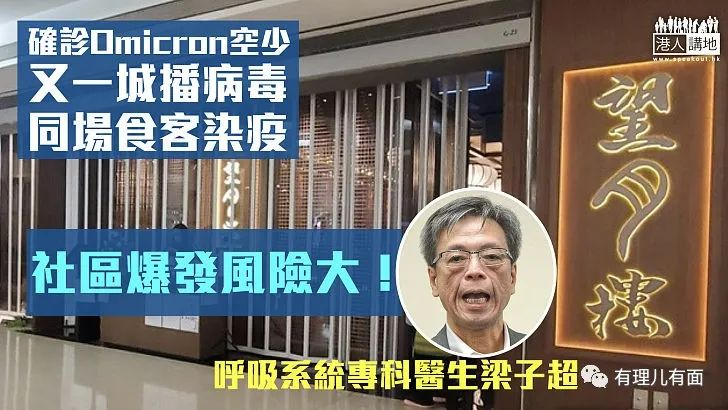 確診Omicron空少
又一城播病毒
同場食客染疫
港人講地
www.speakout.hk
G-23
望月樓
社區爆發風險大！
呼吸系統專科醫生梁子超
有理儿有面